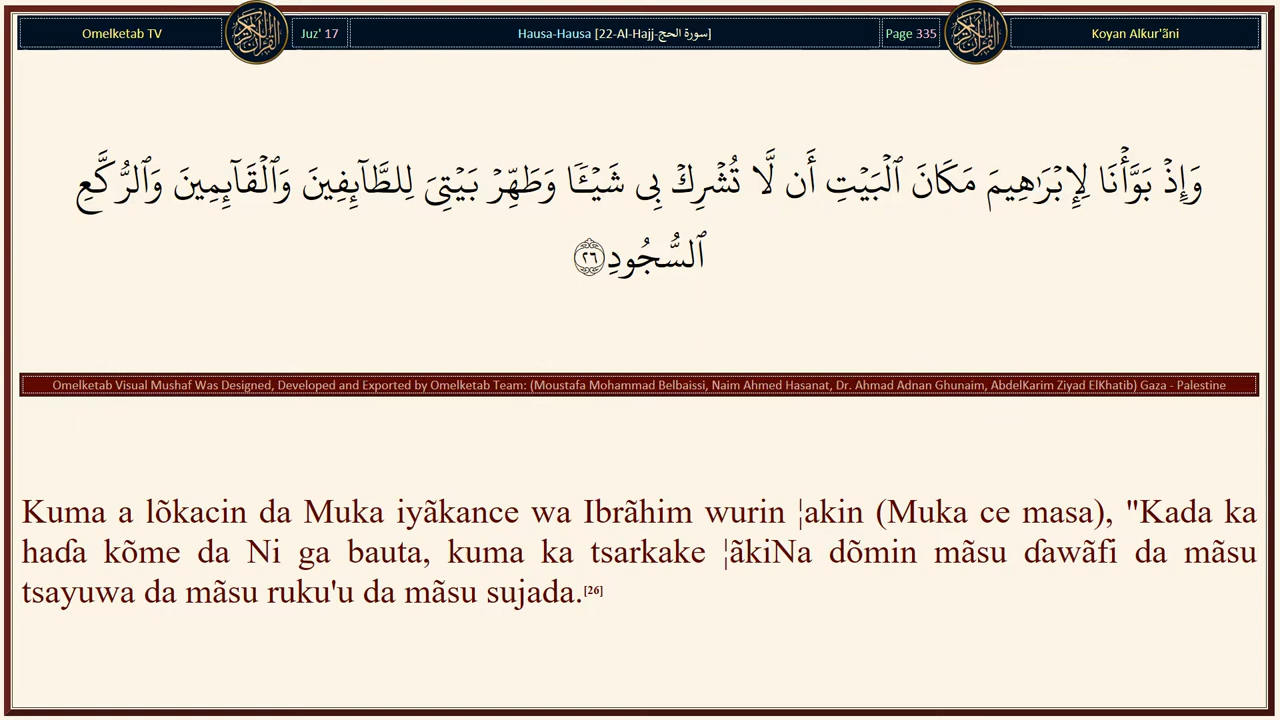 Omelketab TV
Juz' 17
Hausa-Hausa [22-Al-Hajj-سورة الحج]
Page 335
Koyan Alkur'ãni
وَإِذْ بَوَّأْنَا لِإِبْرَٰهِيمَ مَكَانَ ٱلْبَيْتِ أَن لَّا تُشْرِكْ بِى شَيْـًٔا وَطَهِّرْ بَيْتِىَ لِلطَّآئِفِينَ وَٱلْقَآئِمِينَ وَٱلرُّكَّعِ
ٱلسُّجُودِ ٢٦
Omelketab Visual Mushaf Was Designed, Developed and Exported by Omelketab Team: (Moustafa Mohammad Belbaissi, Naim Ahmed Hasanat, Dr. Ahmad Adnan Ghunaim, AbdelKarim Ziyad ElKhatib) Gaza - Palestine
Kuma a lõkacin da Muka iyãkance wa Ibrãhim wurin ¦akin (Muka ce masa), "Kada ka
haɗa kõme da Ni ga bauta, kuma ka tsarkake ¦ãkiNa dõmin mãsu ɗawãfi da mãsu
tsayuwa da mãsu ruku'u da mãsu sujada.[26]